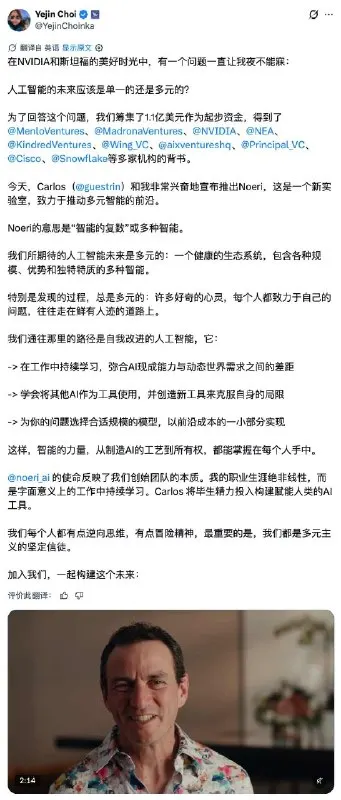 Yejin Choi
@YejinChoinka
翻译自 英语 显示原文
在NVIDIA和斯坦福的美好时光中，有一个问题一直让我夜不能寐：
人工智能的未来应该是单一的还是多元的？
为了回答这个问题，我们筹集了1.1亿美元作为起步资金，得到了
@MenloVentures、@MadronaVentures、@NVIDIA、@NEA、
@KindredVentures、@Wing_VC、@aixventureshq、@Principal_VC、
@Cisco、@Snowflake等多家机构的背书。
今天，Carlos（@guestrin）和我非常兴奋地宣布推出Noeri，这是一个新实
验室，致力于推动多元智能的前沿。
Noeri的意思是“智能的复数”或多种智能。
我们所期待的人工智能未来是多元的：一个健康的生态系统，包含各种规
模、优势和独特特质的多种智能。
特别是发现的过程，总是多元的：许多好奇的心灵，每个人都致力于自己的
问题，往往走在鲜有人迹的道路上。
我们通往那里的路径是自我改进的人工智能，它：
-> 在工作中持续学习，弥合AI现成能力与动态世界需求之间的差距
-> 学会将其他AI作为工具使用，并创造新工具来克服自身的局限
-> 为你的问题选择合适规模的模型，以前沿成本的一小部分实现
这样，智能的力量，从制造AI的工艺到所有权，都能掌握在每个人手中。
@noeri_ai 的使命反映了我们创始团队的本质。我的职业生涯绝非线性，而
是字面意义上的工作中持续学习。Carlos 将毕生精力投入构建赋能人类的AI
工具。
我们每个人都有点逆向思维，有点冒险精神，最重要的是，我们都是多元主
义的坚定信徒。
加入我们，一起构建这个未来：
评价此翻译：
2:14